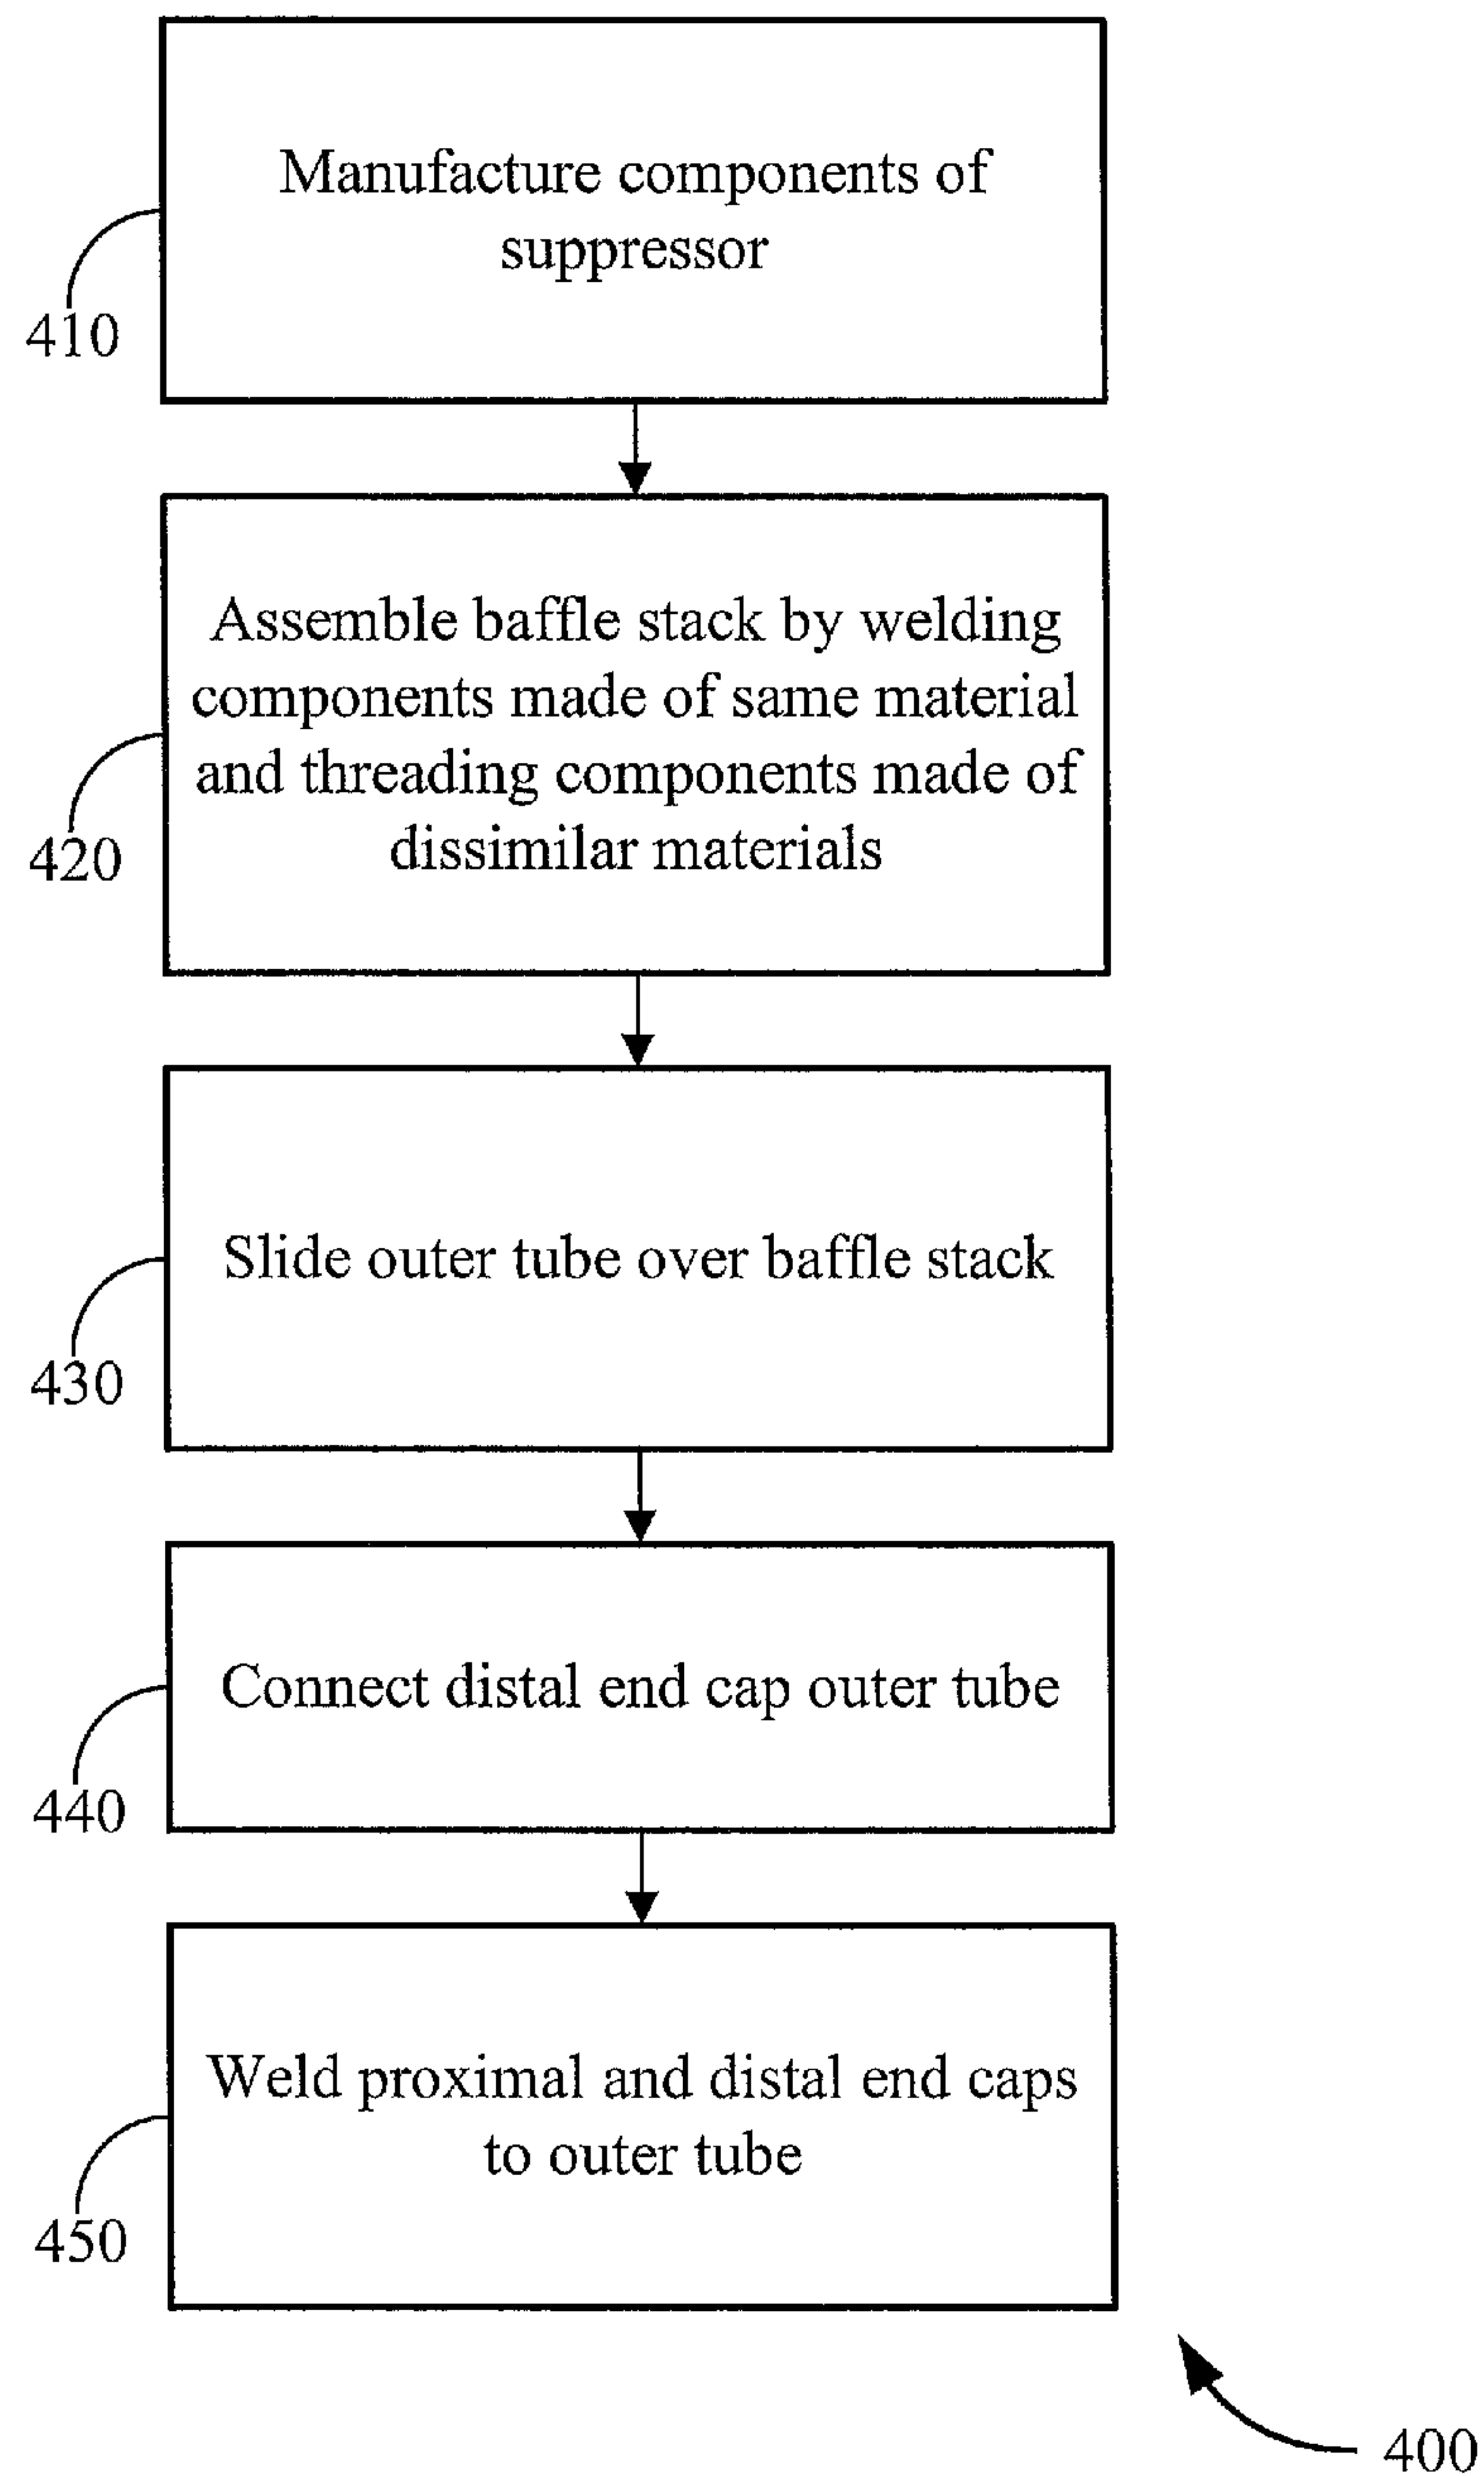 Manufacture components of
suppressor
410
Assemble baffle stack by welding
components made of same material
and threading components made of
dissimilar materials
420
Slide outer tube over baffle stack
430
Connect distal end cap outer tube
440
Weld proximal and distal end caps
to outer tube
450
400